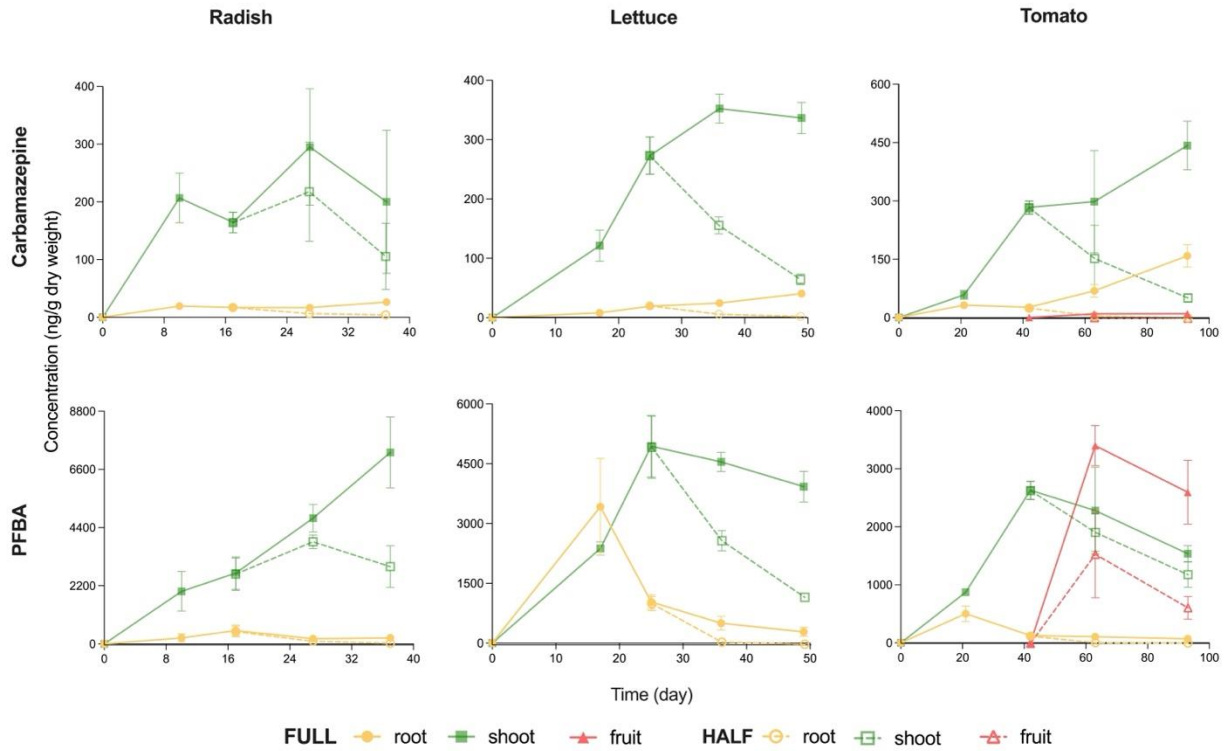 Radish Lettuce Tomato
Carbamazepine
PFBA
Concentration (ng/g dry weight)
400
300
200
100
0
0 8 16 24 32 40
400
300
200
100
0
0 10 20 30 40 50
600
450
300
150
0
0 20 40 60 80 100
8800
6600
4400
2200
0
0 8 16 24 32 40
6000
4500
3000
1500
0
0 10 20 30 40 50
4000
3000
2000
1000
0
0 20 40 60 80 100
Time (day)
FULL root shoot fruit HALF root shoot fruit